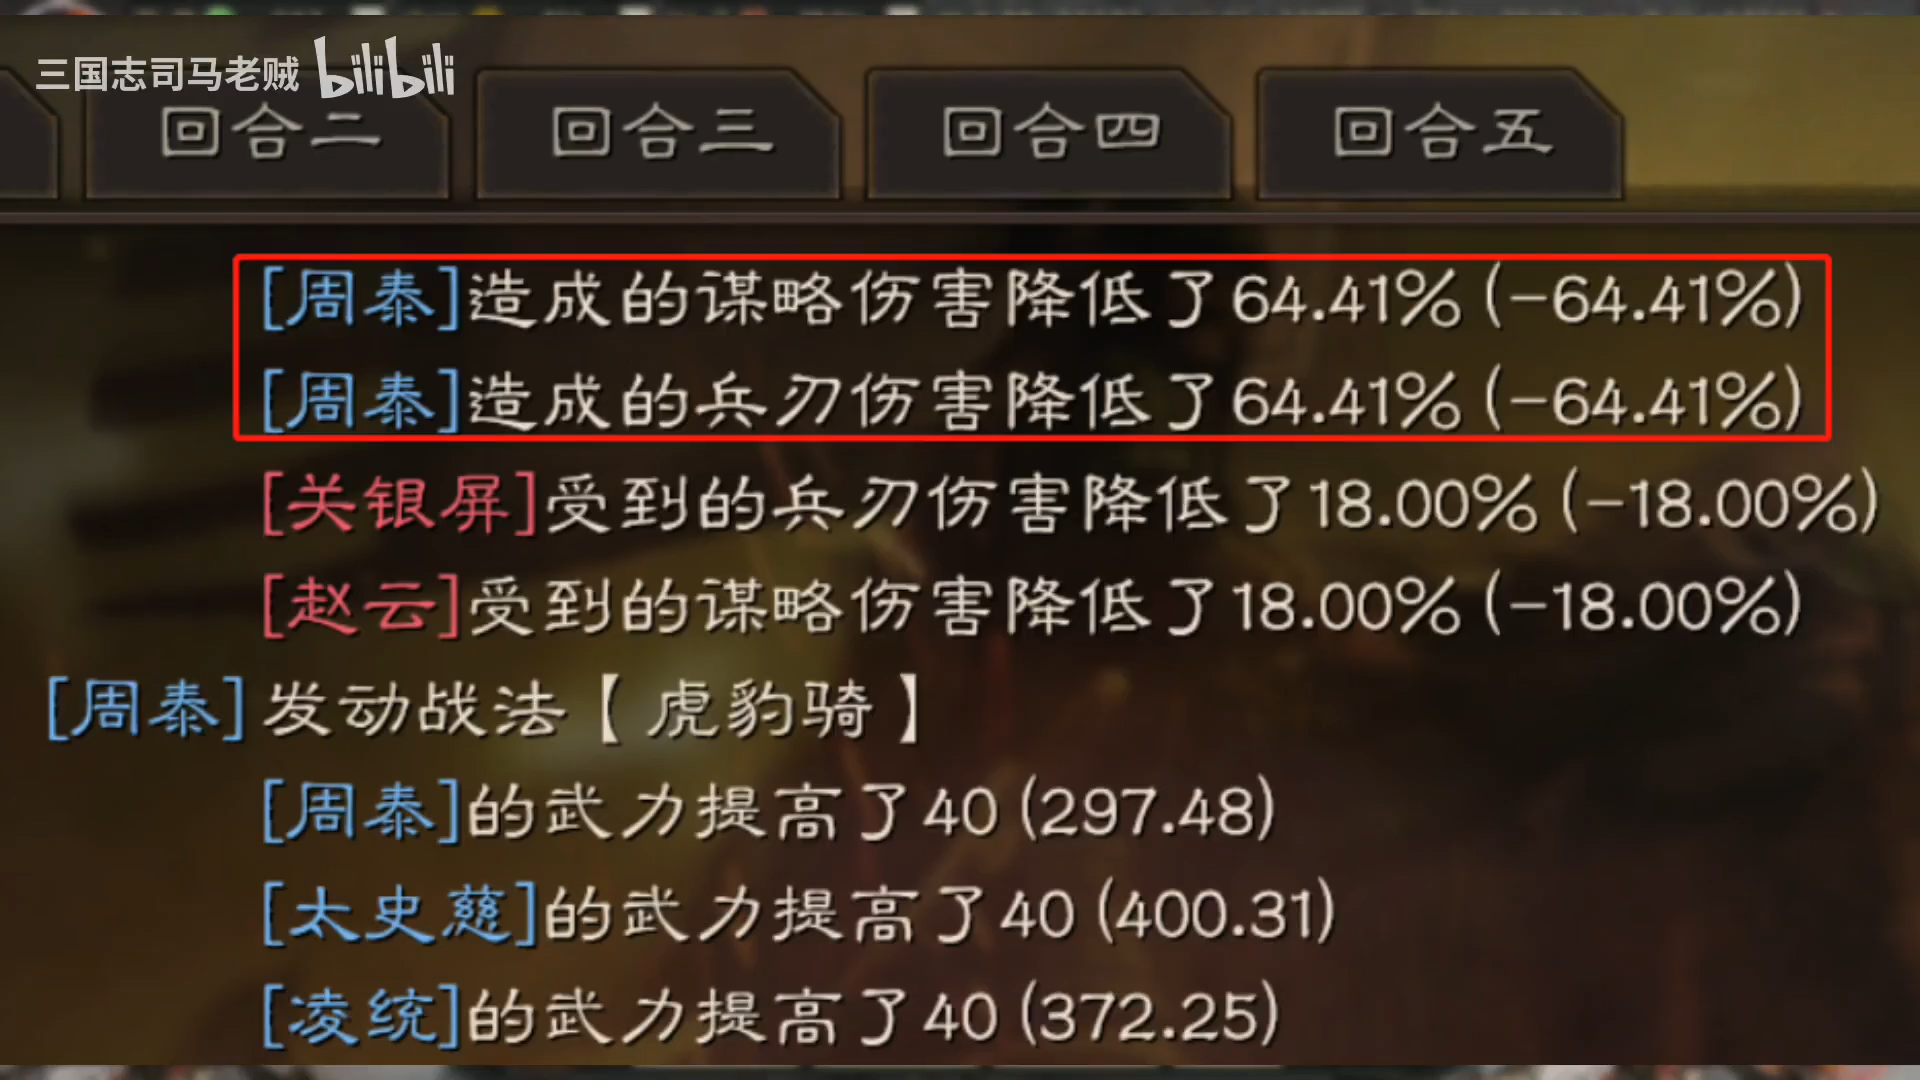 三国志司马老贼 bilibili
回合二 回合三 回合四 回合五
[周泰]造成的谋略伤害降低了64.41%(-64.41%)
[周泰]造成的兵刃伤害降低了64.41%(-64.41%)
[关银屏]受到的兵刃伤害降低了18.00%(-18.00%)
[赵云]受到的谋略伤害降低了18.00%(-18.00%)
[周泰]发动战法【虎豹骑】
[周泰]的武力提高了40(297.48)
[太史慈]的武力提高了40(400.31)
[凌统]的武力提高了40(372.25)